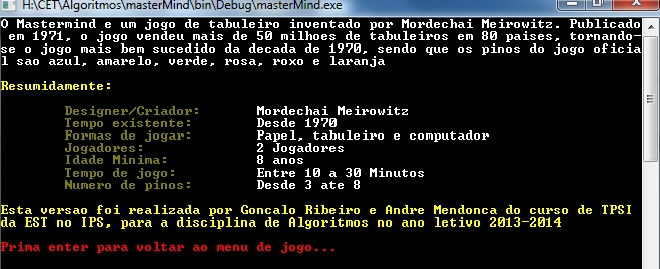 H:\CET\Algoritmos\masterMind\bin\Debug\masterMind.exe
O Mastermind e um jogo de tabuleiro inventado por Mordechai Meirowitz. Publicado
 em 1971, o jogo vendeu mais de 50 milhoes de tabuleiros em 80 paises, tornando-
se o jogo mais bem sucedido da decada de 1970, sendo que os pinos do jogo oficia
l sao azul, amarelo, verde, rosa, roxo e laranja
Resumidamente:
Designer/Criador: Mordechai Meirowitz
Tempo existente: Desde 1970
Formas de jogar: Papel, tabuleiro e computador
Jogadores: 2 Jogadores
Idade Minima: 8 anos
Tempo de jogo: Entre 10 a 30 Minutos
Numero de pinos: Desde 3 ate 8
Esta versao foi realizada por Goncalo Ribeiro e Andre Mendonca do curso de TPSI
da EST no IPS, para a disciplina de Algoritmos no ano letivo 2013-2014
Prima enter para voltar ao menu de jogo...